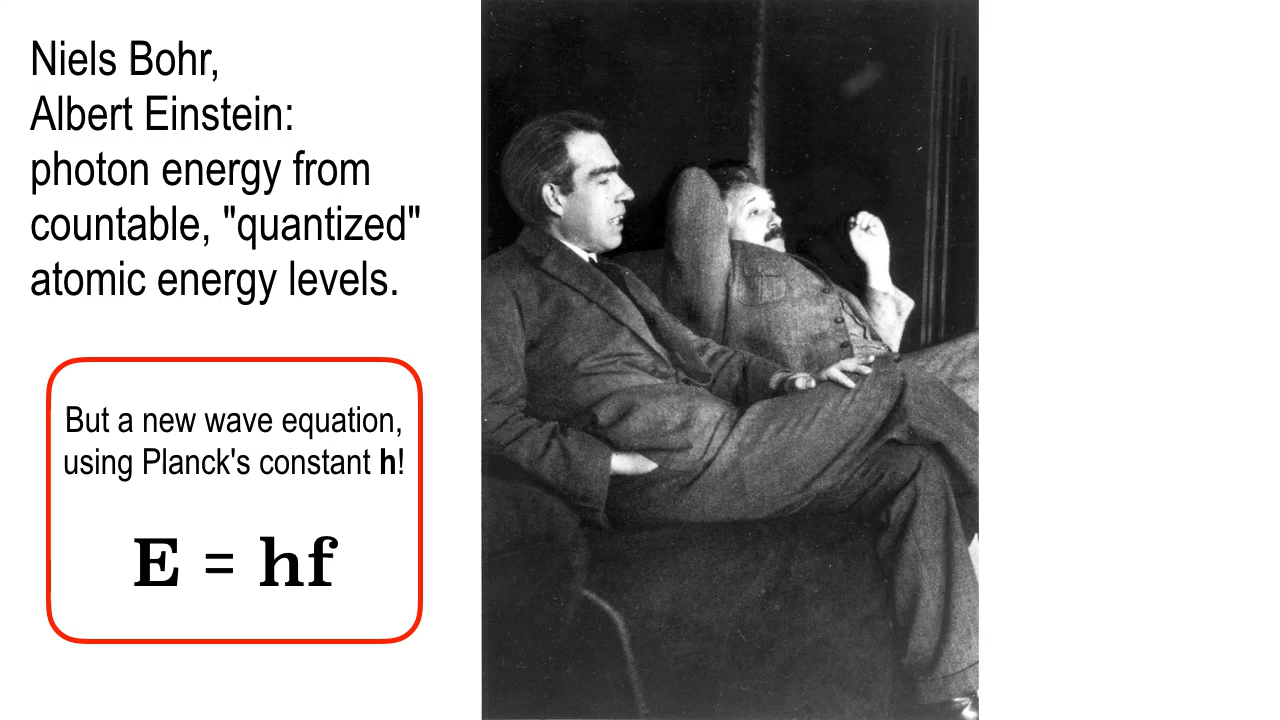 Niels Bohr,
Albert Einstein:
photon energy from
countable, "quantized"
atomic energy levels.
But a new wave equation,
using Planck's constant h!
E = hf